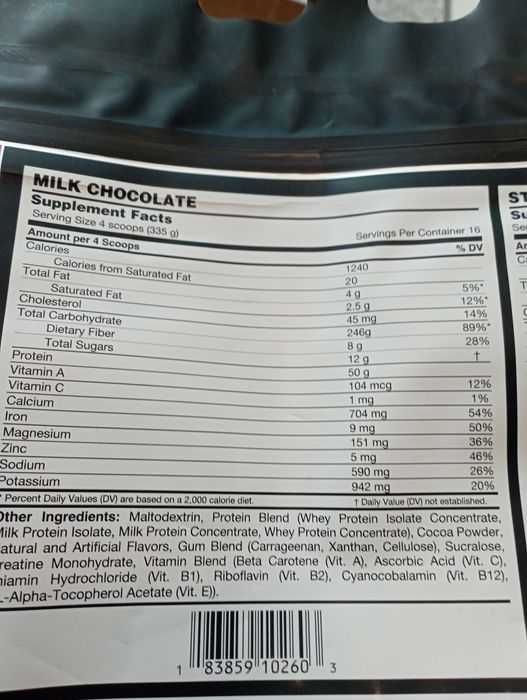 MILK CHOCOLATE
Supplement Facts
Serving Size 4 scoops (335 g) Servings Per Container 16
Amount per 4 Scoops % DV
Calories 1240
Calories from Saturated Fat 20
Total Fat 4 g 5%*
Saturated Fat 2.5 g 12%*
Cholesterol 45 mg 14%
Total Carbohydrate 246g 89%*
Dietary Fiber 8 g 28%
Total Sugars 12 g †
Protein 50 g
Vitamin A 104 mcg 12%
Vitamin C 1 mg 1%
Calcium 704 mg 54%
Iron 9 mg 50%
Magnesium 151 mg 36%
Zinc 5 mg 46%
Sodium 590 mg 26%
Potassium 942 mg 20%
* Percent Daily Values (DV) are based on a 2,000 calorie diet. † Daily Value (DV) not established.
Other Ingredients: Maltodextrin, Protein Blend (Whey Protein Isolate Concentrate,
Milk Protein Isolate, Milk Protein Concentrate, Whey Protein Concentrate), Cocoa Powder,
atural and Artificial Flavors, Gum Blend (Carrageenan, Xanthan, Cellulose), Sucralose,
reatine Monohydrate, Vitamin Blend (Beta Carotene (Vit. A), Ascorbic Acid (Vit. C),
hiamin Hydrochloride (Vit. B1), Riboflavin (Vit. B2), Cyanocobalamin (Vit. B12),
-Alpha-Tocopherol Acetate (Vit. E)).
1 83859 10260 3
ST
Su
Ser
Am
Ca
T